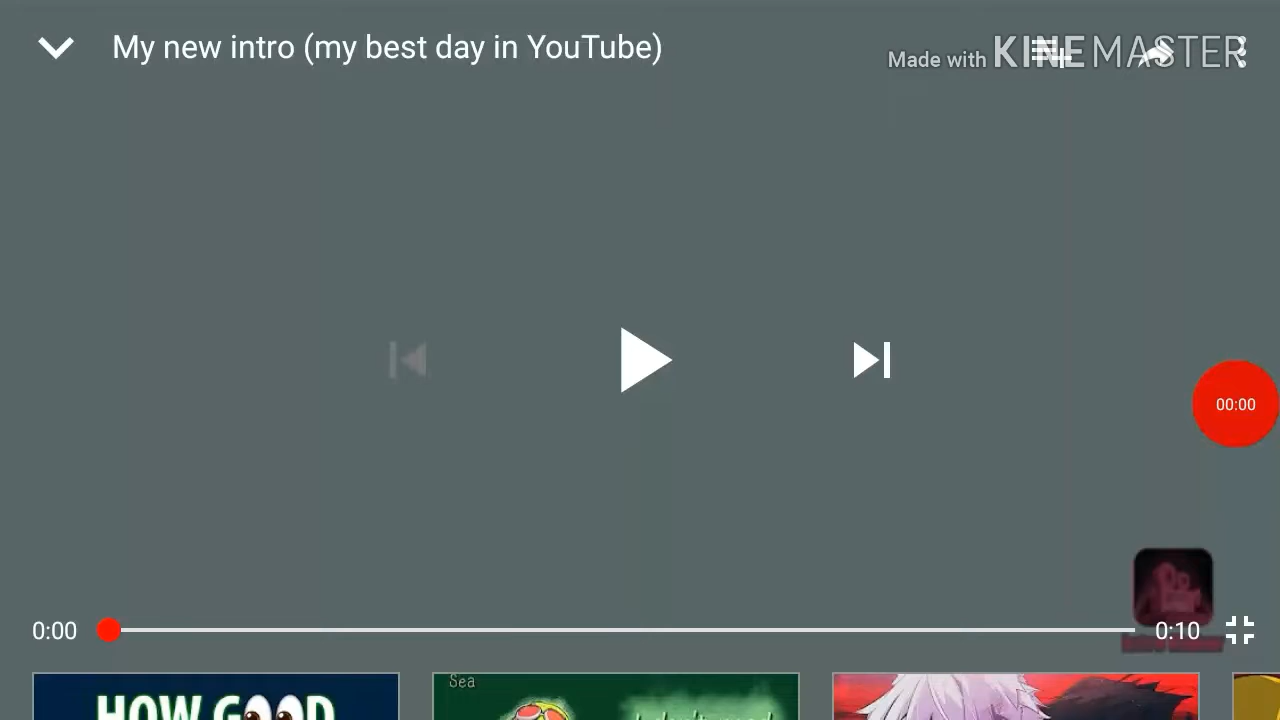 My new intro (my best day in YouTube)
Made with KINEMASTER
00:00
0:00
0:10
HOW GOOD
Sea